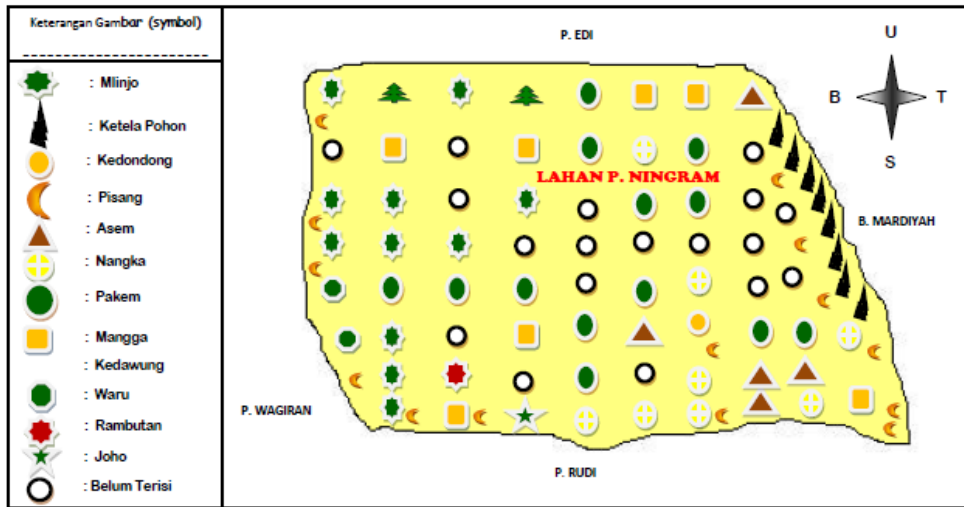 Keterangan Gambar (symbol)
: Mlinjo
: Ketela Pohon
: Kedondong
: Pisang
: Asem
: Nangka
: Pakem
: Mangga
: Kedawung
: Waru
: Rambutan
: Joho
: Belum Terisi
P. EDI
U
B
T
S
LAHAN P. NINGRAM
B. MARDIYAH
P. WAGIRAN
P. RUDI